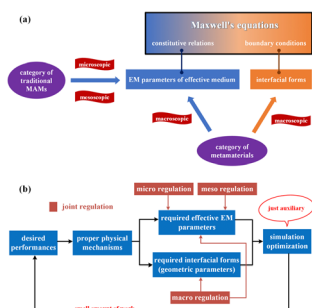 (a)
Maxwell's equations
constitutive relations
boundary conditions
microscopic
category of
traditional
MAMs
EM parameters of effective medium
interfacial forms
mesoscopic
macroscopic
macroscopic
category of
metamaterials
(b)
micro regulation
meso regulation
joint regulation
just auxiliary
required effective EM
parameters
desired
performances
proper physical
mechanisms
simulation
optimization
required interfacial forms
(geometric parameters)
macro regulation